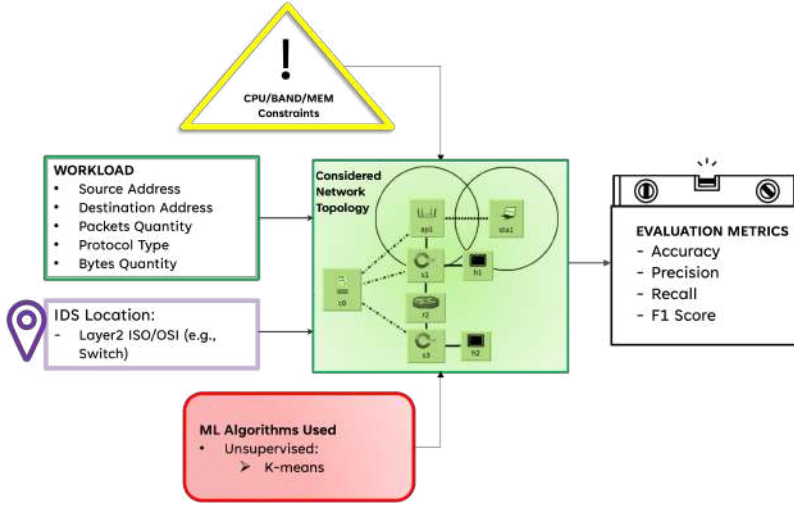 !
CPU/BAND/MEM
Constraints
WORKLOAD
• Source Address
• Destination Address
• Packets Quantity
• Protocol Type
• Bytes Quantity
IDS Location:
- Layer2 ISO/OSI (e.g.,
Switch)
Considered
Network
Topology
ap1
sta1
s1
h1
c0
r2
s3
h2
EVALUATION METRICS
- Accuracy
- Precision
- Recall
- F1 Score
ML Algorithms Used
• Unsupervised:
➢ K-means